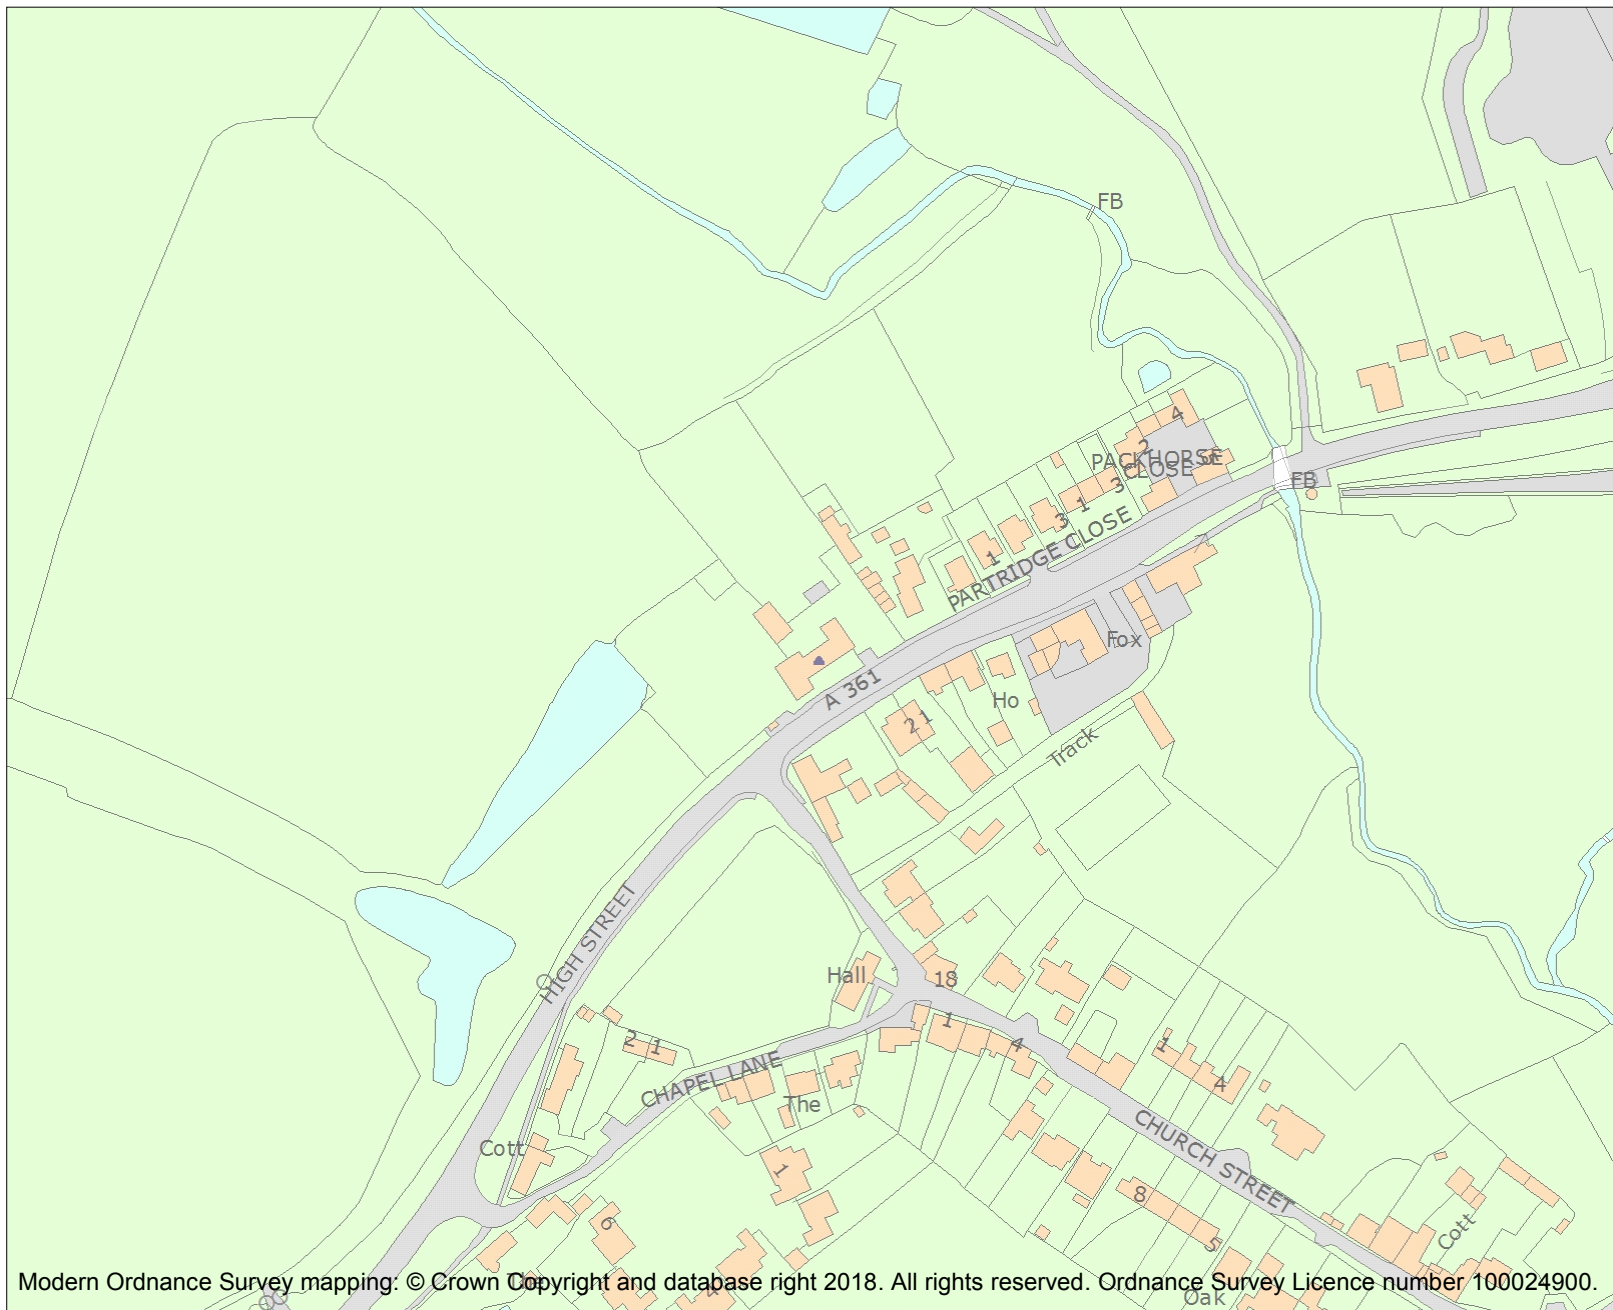 FB
4
2
PACKHORSE
CLOSE
5
FB
3
1
3
1
PARTRIDGE CLOSE
7
Fox
A 361
Ho
2 1
Track
HIGH STREET
Hall
18
1
4
2 1
CHAPEL LANE
The
1
4
CHURCH STREET
Cott
1
8
5
6
Cott
4
Oak
Modern Ordnance Survey mapping: © Crown Copyright and database right 2018. All rights reserved. Ordnance Survey Licence number 100024900.